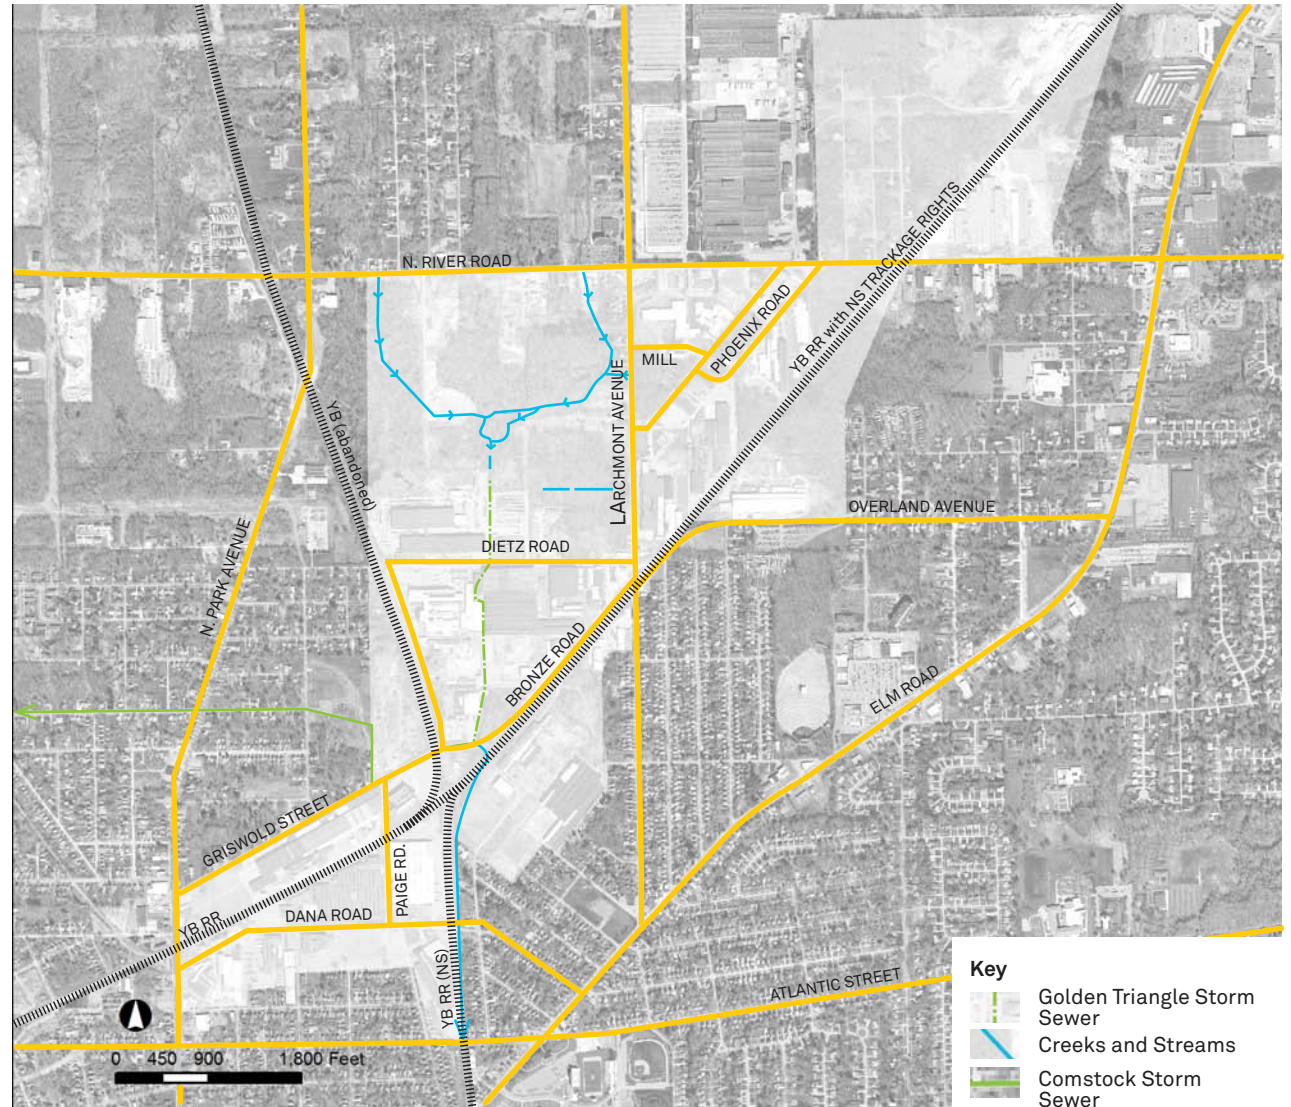 N. RIVER ROAD
YB RR with NS TRACKAGE RIGHTS
PHOENIX ROAD
MILL
LARCHMONT AVENUE
YB (abandoned)
OVERLAND AVENUE
N. PARK AVENUE
DIETZ ROAD
BRONZE ROAD
ELM ROAD
GRISWOLD STREET
PAIGE RD.
DANA ROAD
YB RR
YB RR (NS)
ATLANTIC STREET
0 450 900 1,800 Feet
Key
Golden Triangle Storm
Sewer
Creeks and Streams
Comstock Storm
Sewer